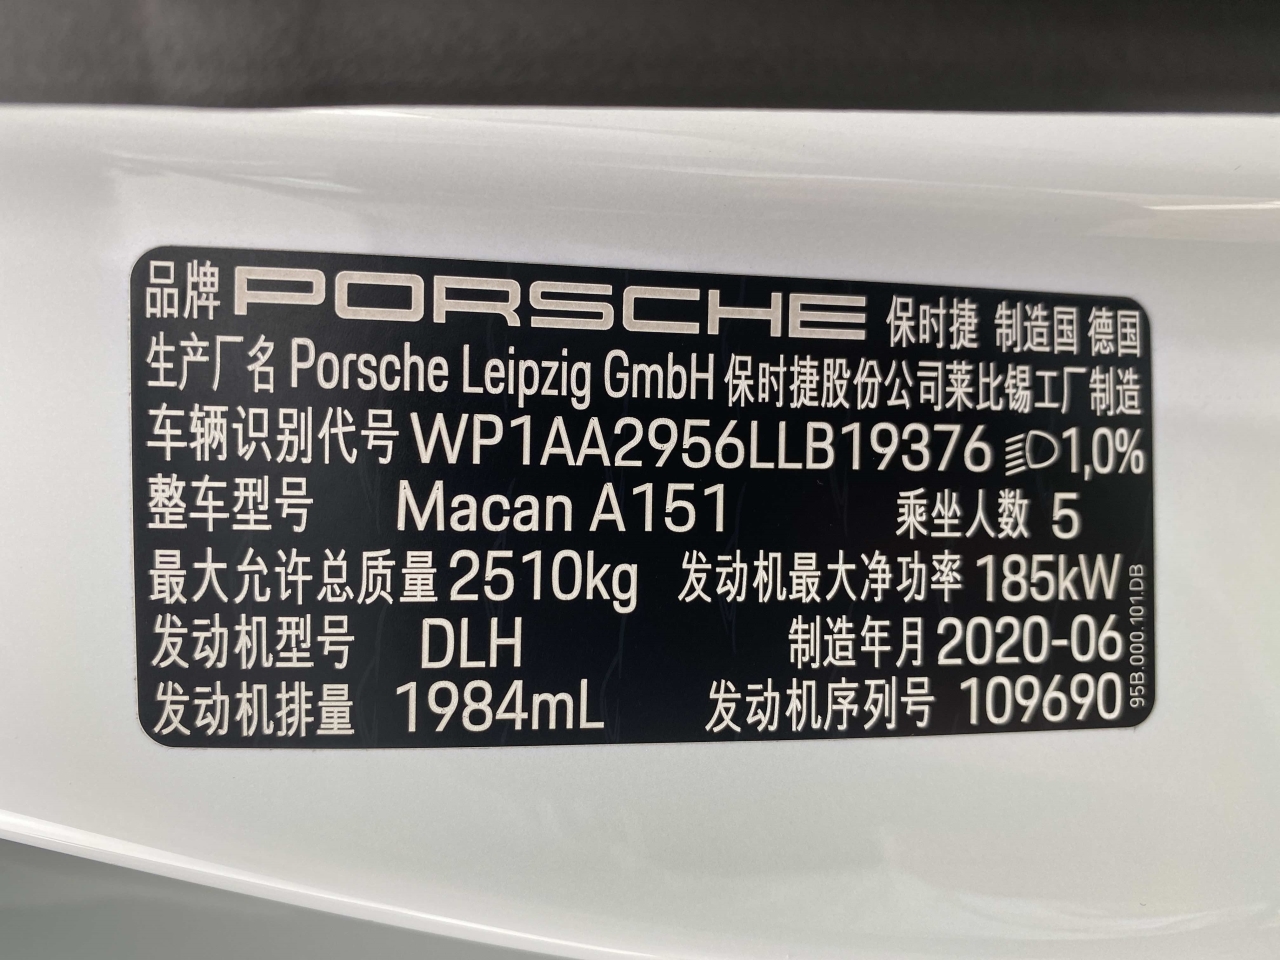 品牌 PORSCHE 保时捷 制造国 德国
生产厂名 Porsche Leipzig GmbH 保时捷股份公司莱比锡工厂制造
车辆识别代号 WP1AA2956LLB19376 1,0%
整车型号 Macan A151 乘坐人数 5
最大允许总质量 2510kg 发动机最大净功率 185kW
发动机型号 DLH 制造年月 2020-06
发动机排量 1984mL 发动机序列号 109690
95B.000.101.DB